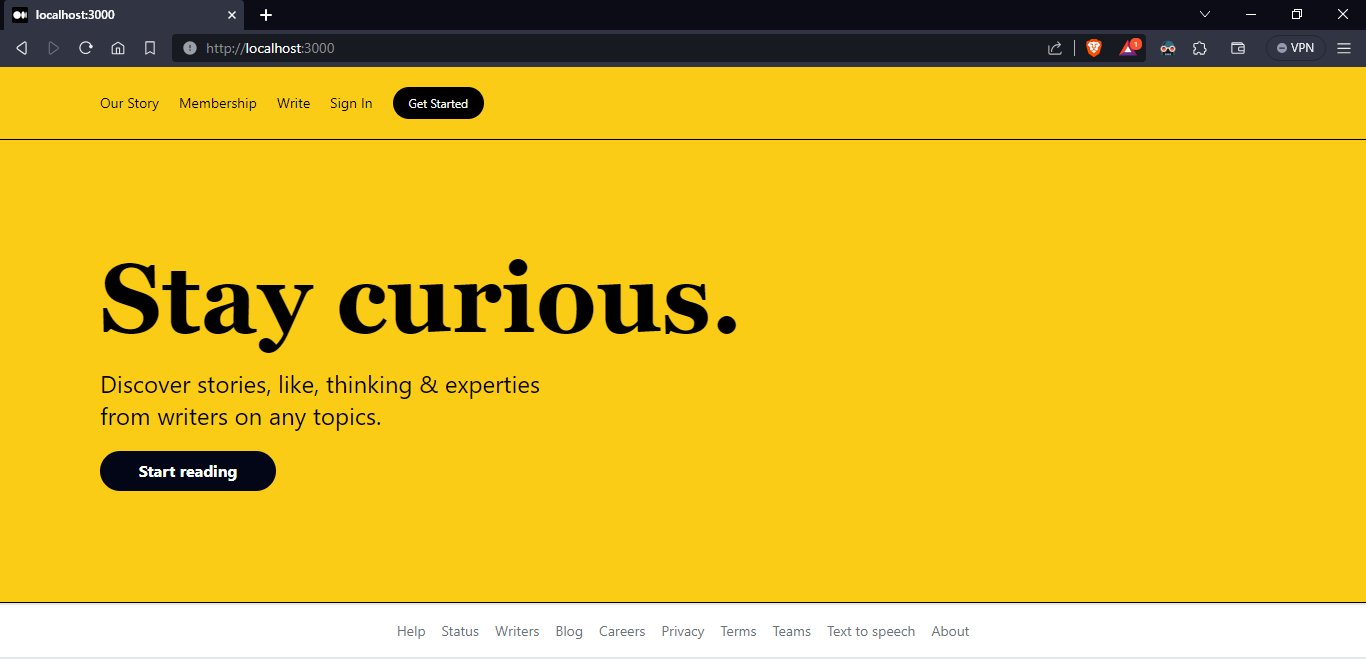 localhost:3000
http://localhost:3000
1
VPN
Our Story Membership Write Sign In Get Started
Stay curious.
Discover stories, like, thinking & experties
from writers on any topics.
Start reading
Help Status Writers Blog Careers Privacy Terms Teams Text to speech About